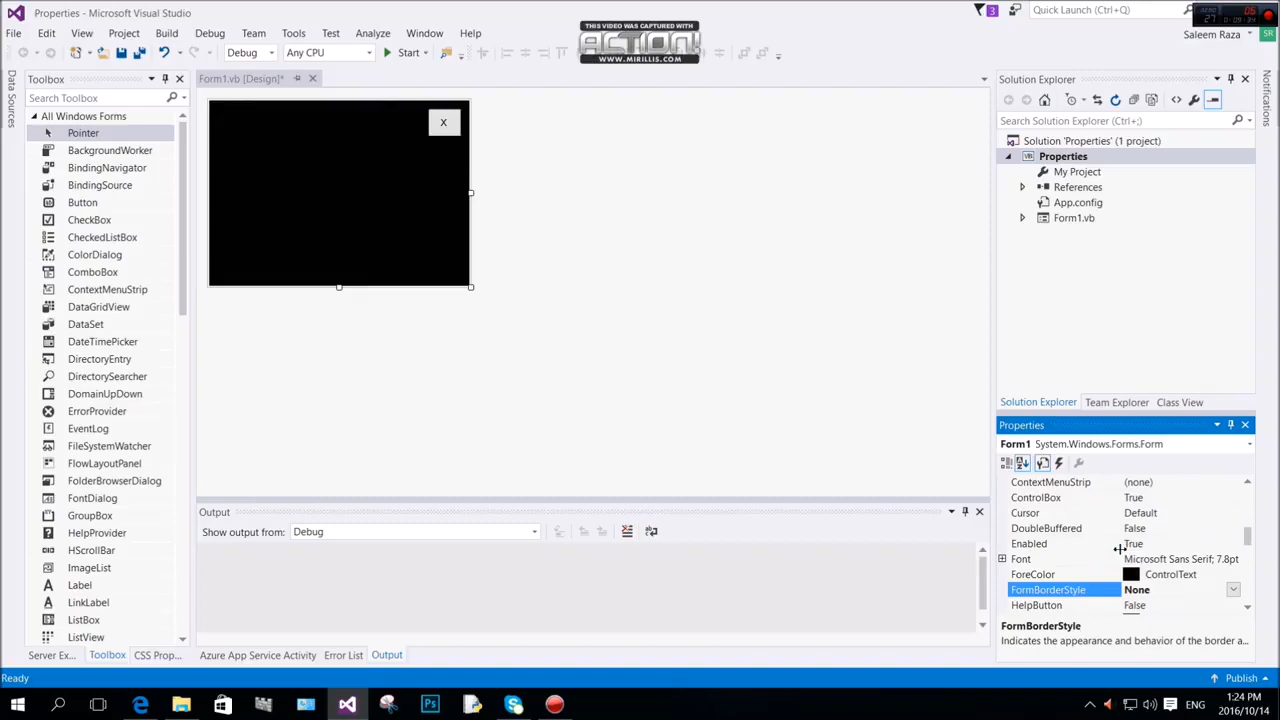 Properties - Microsoft Visual Studio
3
Quick Launch (Ctrl+;)
File Edit View Project Build Debug Team Tools Test Analyze Window Help
Saleem Raza
SR
THIS VIDEO WAS CAPTURED WITH
ACTION!
WWW.MIRILLIS.COM
Debug
Any CPU
Start
Data Sources
Toolbox
Search Toolbox
All Windows Forms
Pointer
BackgroundWorker
BindingNavigator
BindingSource
Button
CheckBox
CheckedListBox
ColorDialog
ComboBox
ContextMenuStrip
DataGridView
DataSet
DateTimePicker
DirectoryEntry
DirectorySearcher
DomainUpDown
ErrorProvider
EventLog
FileSystemWatcher
FlowLayoutPanel
FolderBrowserDialog
FontDialog
GroupBox
HelpProvider
HScrollBar
ImageList
Label
LinkLabel
ListBox
ListView
Server Ex... Toolbox CSS Prop...
Form1.vb [Design]*
X
Output
Show output from: Debug
Azure App Service Activity Error List Output
Solution Explorer
Search Solution Explorer (Ctrl+;)
Solution 'Properties' (1 project)
Properties
My Project
References
App.config
Form1.vb
Solution Explorer Team Explorer Class View
Notifications
Properties
Form1 System.Windows.Forms.Form
ContextMenuStrip (none)
ControlBox True
Cursor Default
DoubleBuffered False
Enabled True
Font Microsoft Sans Serif; 7.8pt
ForeColor ControlText
FormBorderStyle None
HelpButton False
FormBorderStyle
Indicates the appearance and behavior of the border a...
Ready
Publish
ENG
1:24 PM
2016/10/14